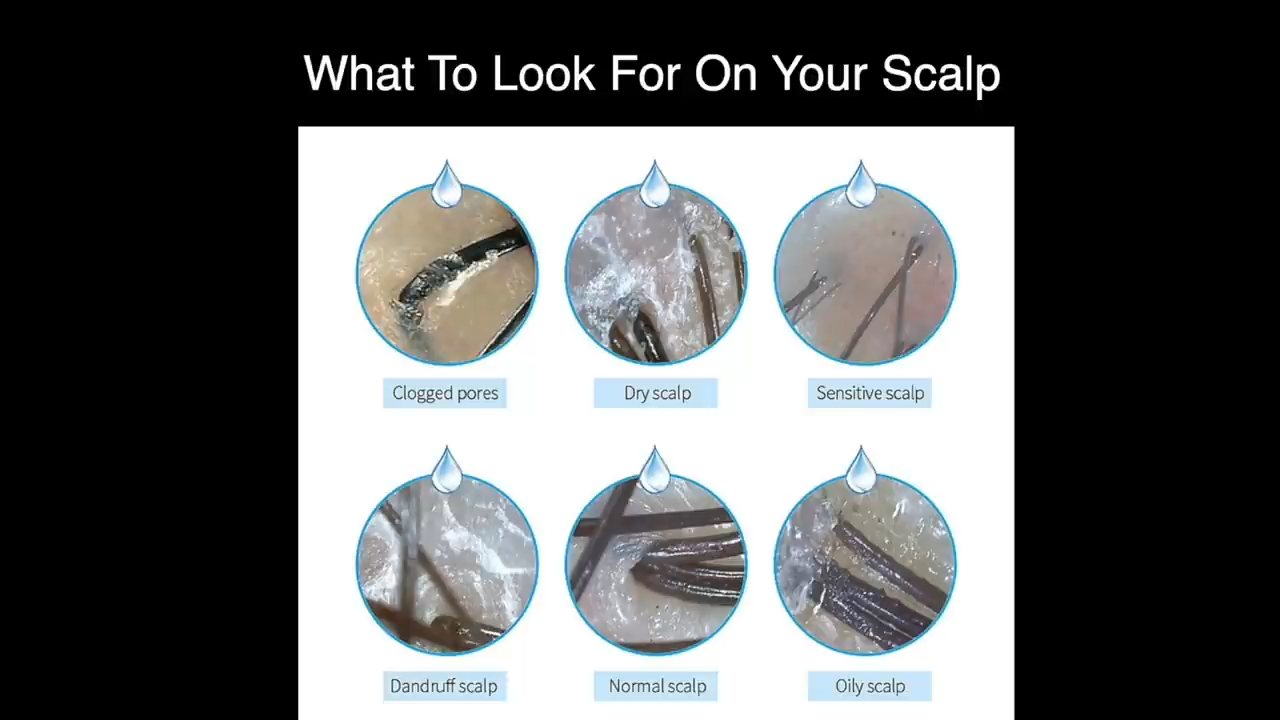 What To Look For On Your Scalp
Clogged pores
Dry scalp
Sensitive scalp
Dandruff scalp
Normal scalp
Oily scalp